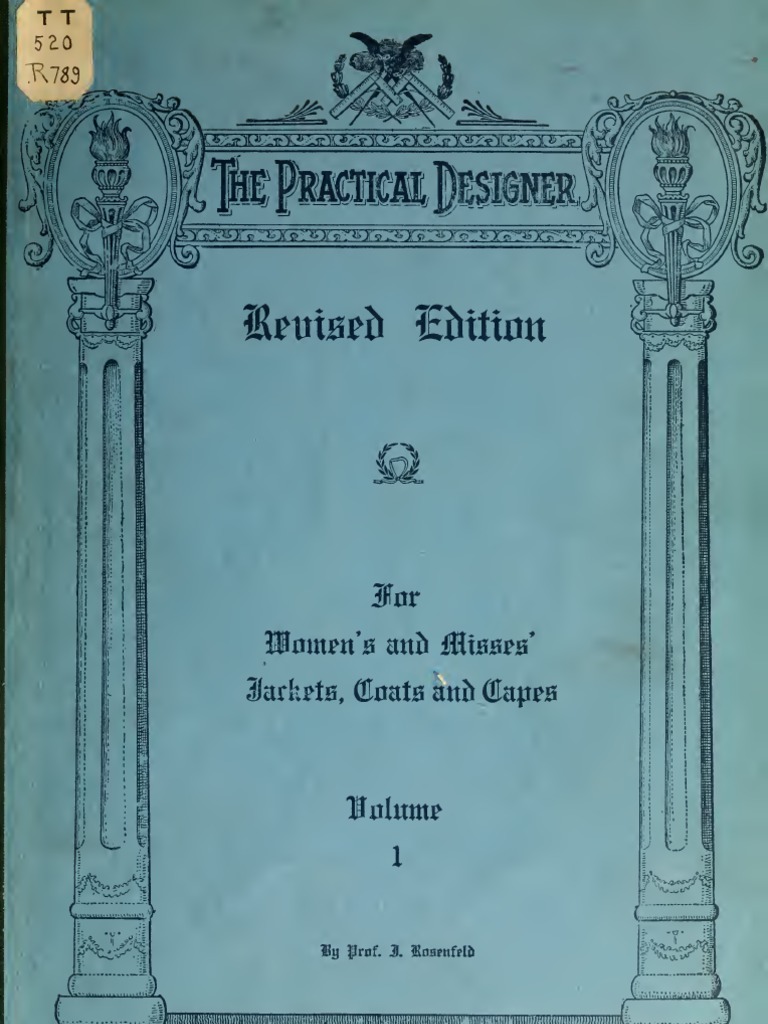 TT
520
.R789
THE PRACTICAL DESIGNER
Revised Edition
For
Women's and Misses'
Jackets, Coats and Capes
Volume
1
By Prof. I. Rosenfeld